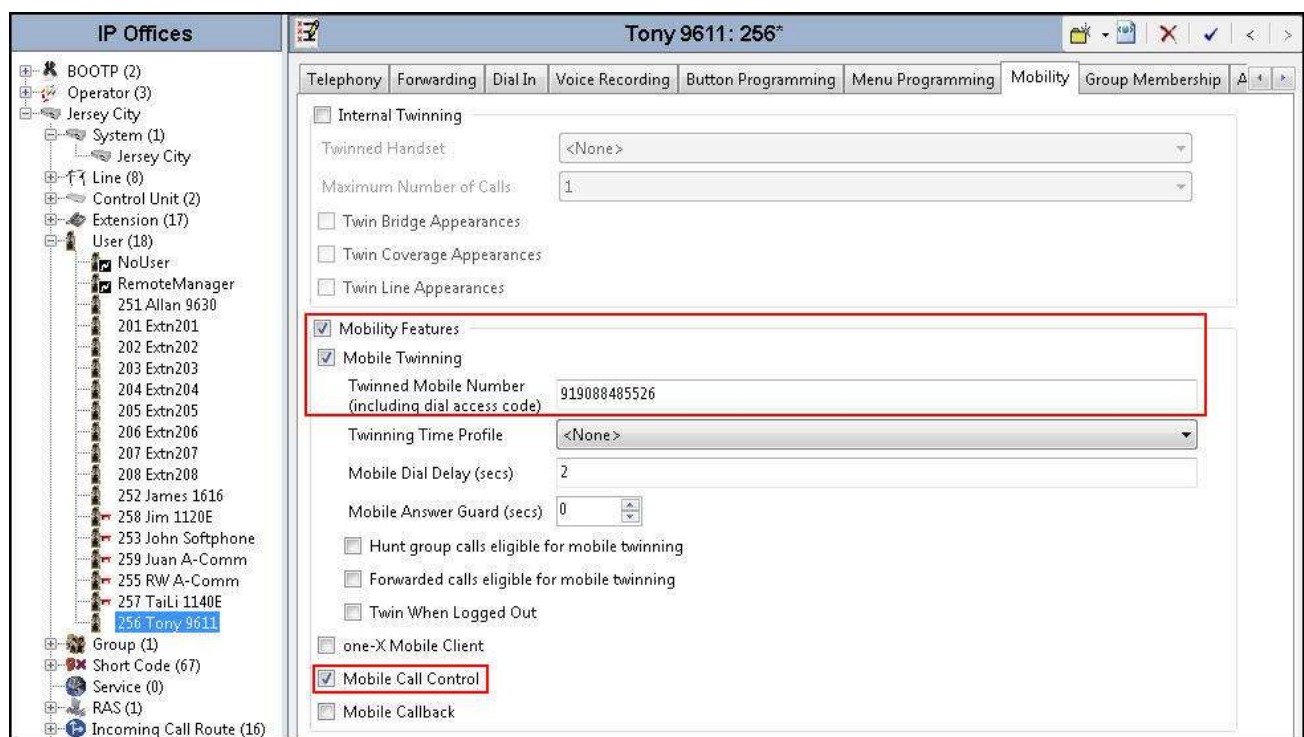 IP Offices
BOOTP (2)
Operator (3)
Jersey City
System (1)
Jersey City
Line (8)
Control Unit (2)
Extension (17)
User (18)
NoUser
RemoteManager
251 Allan 9630
201 Extn201
202 Extn202
203 Extn203
204 Extn204
205 Extn205
206 Extn206
207 Extn207
208 Extn208
252 James 1616
258 Jim 1120E
253 John Softphone
259 Juan A-Comm
255 RW A-Comm
257 TaiLi 1140E
256 Tony 9611
Group (1)
Short Code (67)
Service (0)
RAS (1)
Incoming Call Route (16)
Tony 9611: 256*
Telephony Forwarding Dial In Voice Recording Button Programming Menu Programming Mobility Group Membership A
Internal Twinning
Twinned Handset <None>
Maximum Number of Calls 1
Twin Bridge Appearances
Twin Coverage Appearances
Twin Line Appearances
Mobility Features
Mobile Twinning
Twinned Mobile Number
(including dial access code) 919088485526
Twinning Time Profile <None>
Mobile Dial Delay (secs) 2
Mobile Answer Guard (secs) 0
Hunt group calls eligible for mobile twinning
Forwarded calls eligible for mobile twinning
Twin When Logged Out
one-X Mobile Client
Mobile Call Control
Mobile Callback